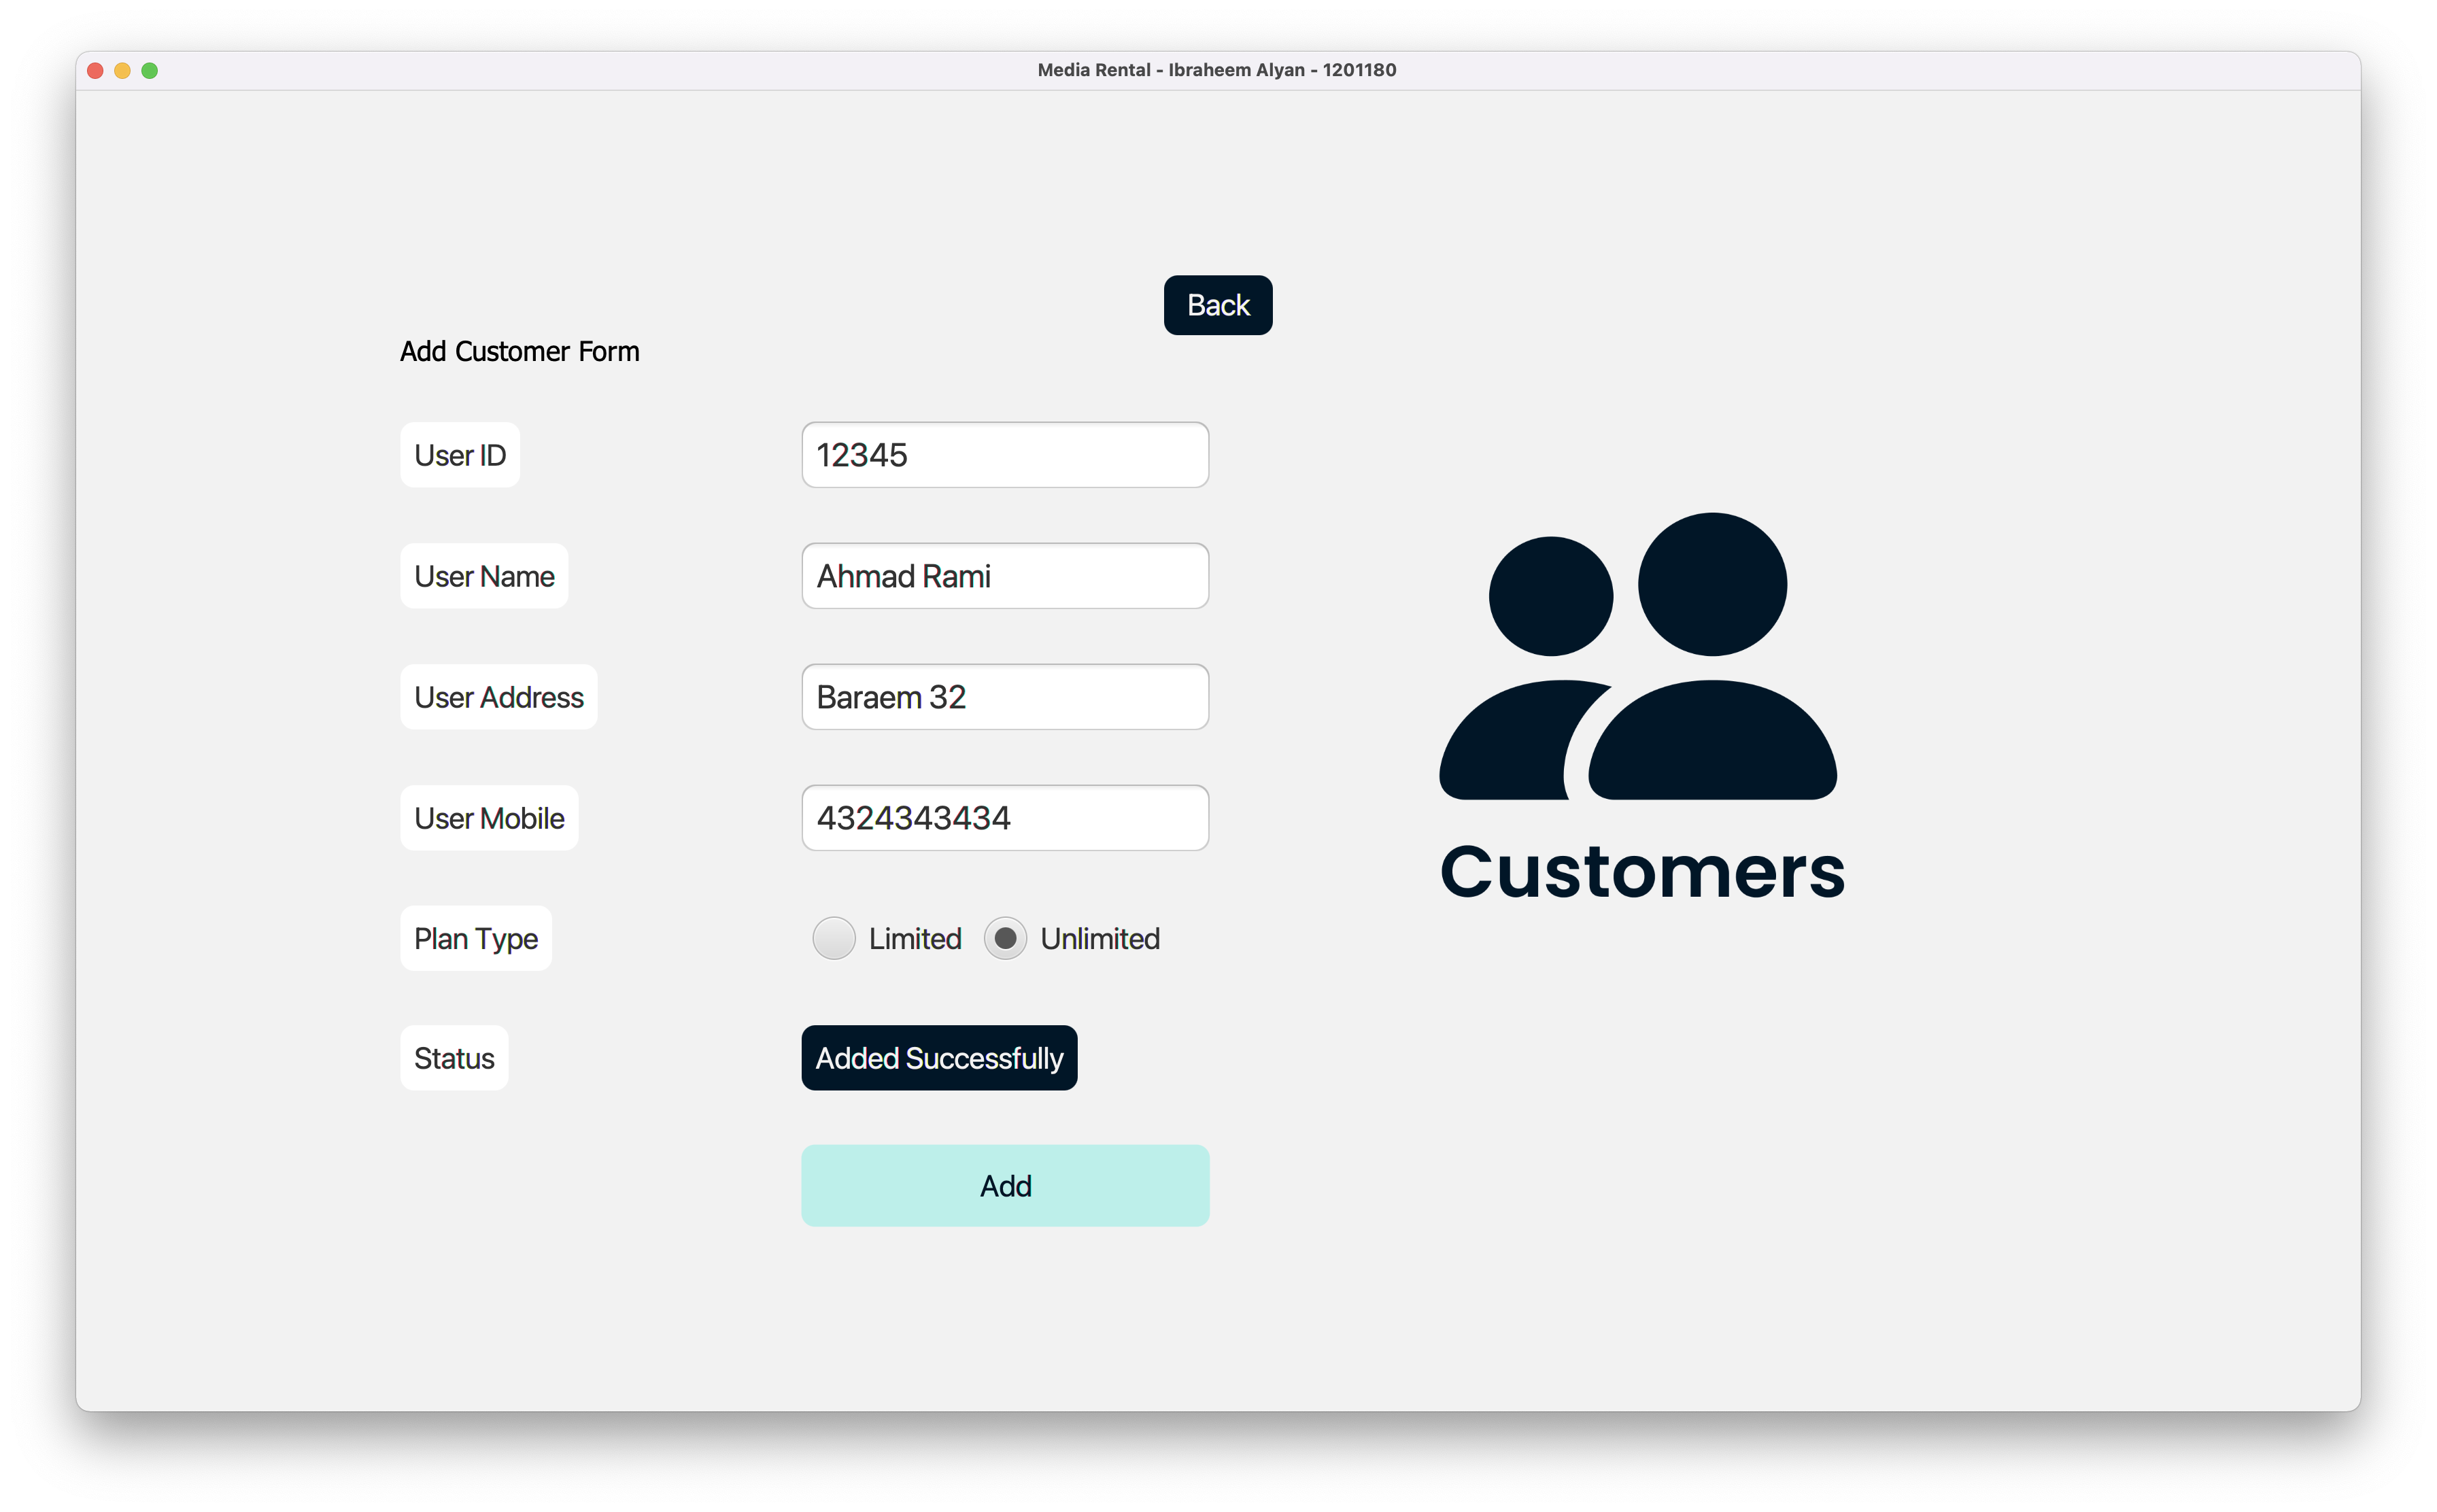 Media Rental - Ibraheem Alyan - 1201180
Back
Add Customer Form
User ID
12345
User Name
Ahmad Rami
User Address
Baraem 32
User Mobile
4324343434
Plan Type
Limited
Unlimited
Status
Added Successfully
Add
Customers